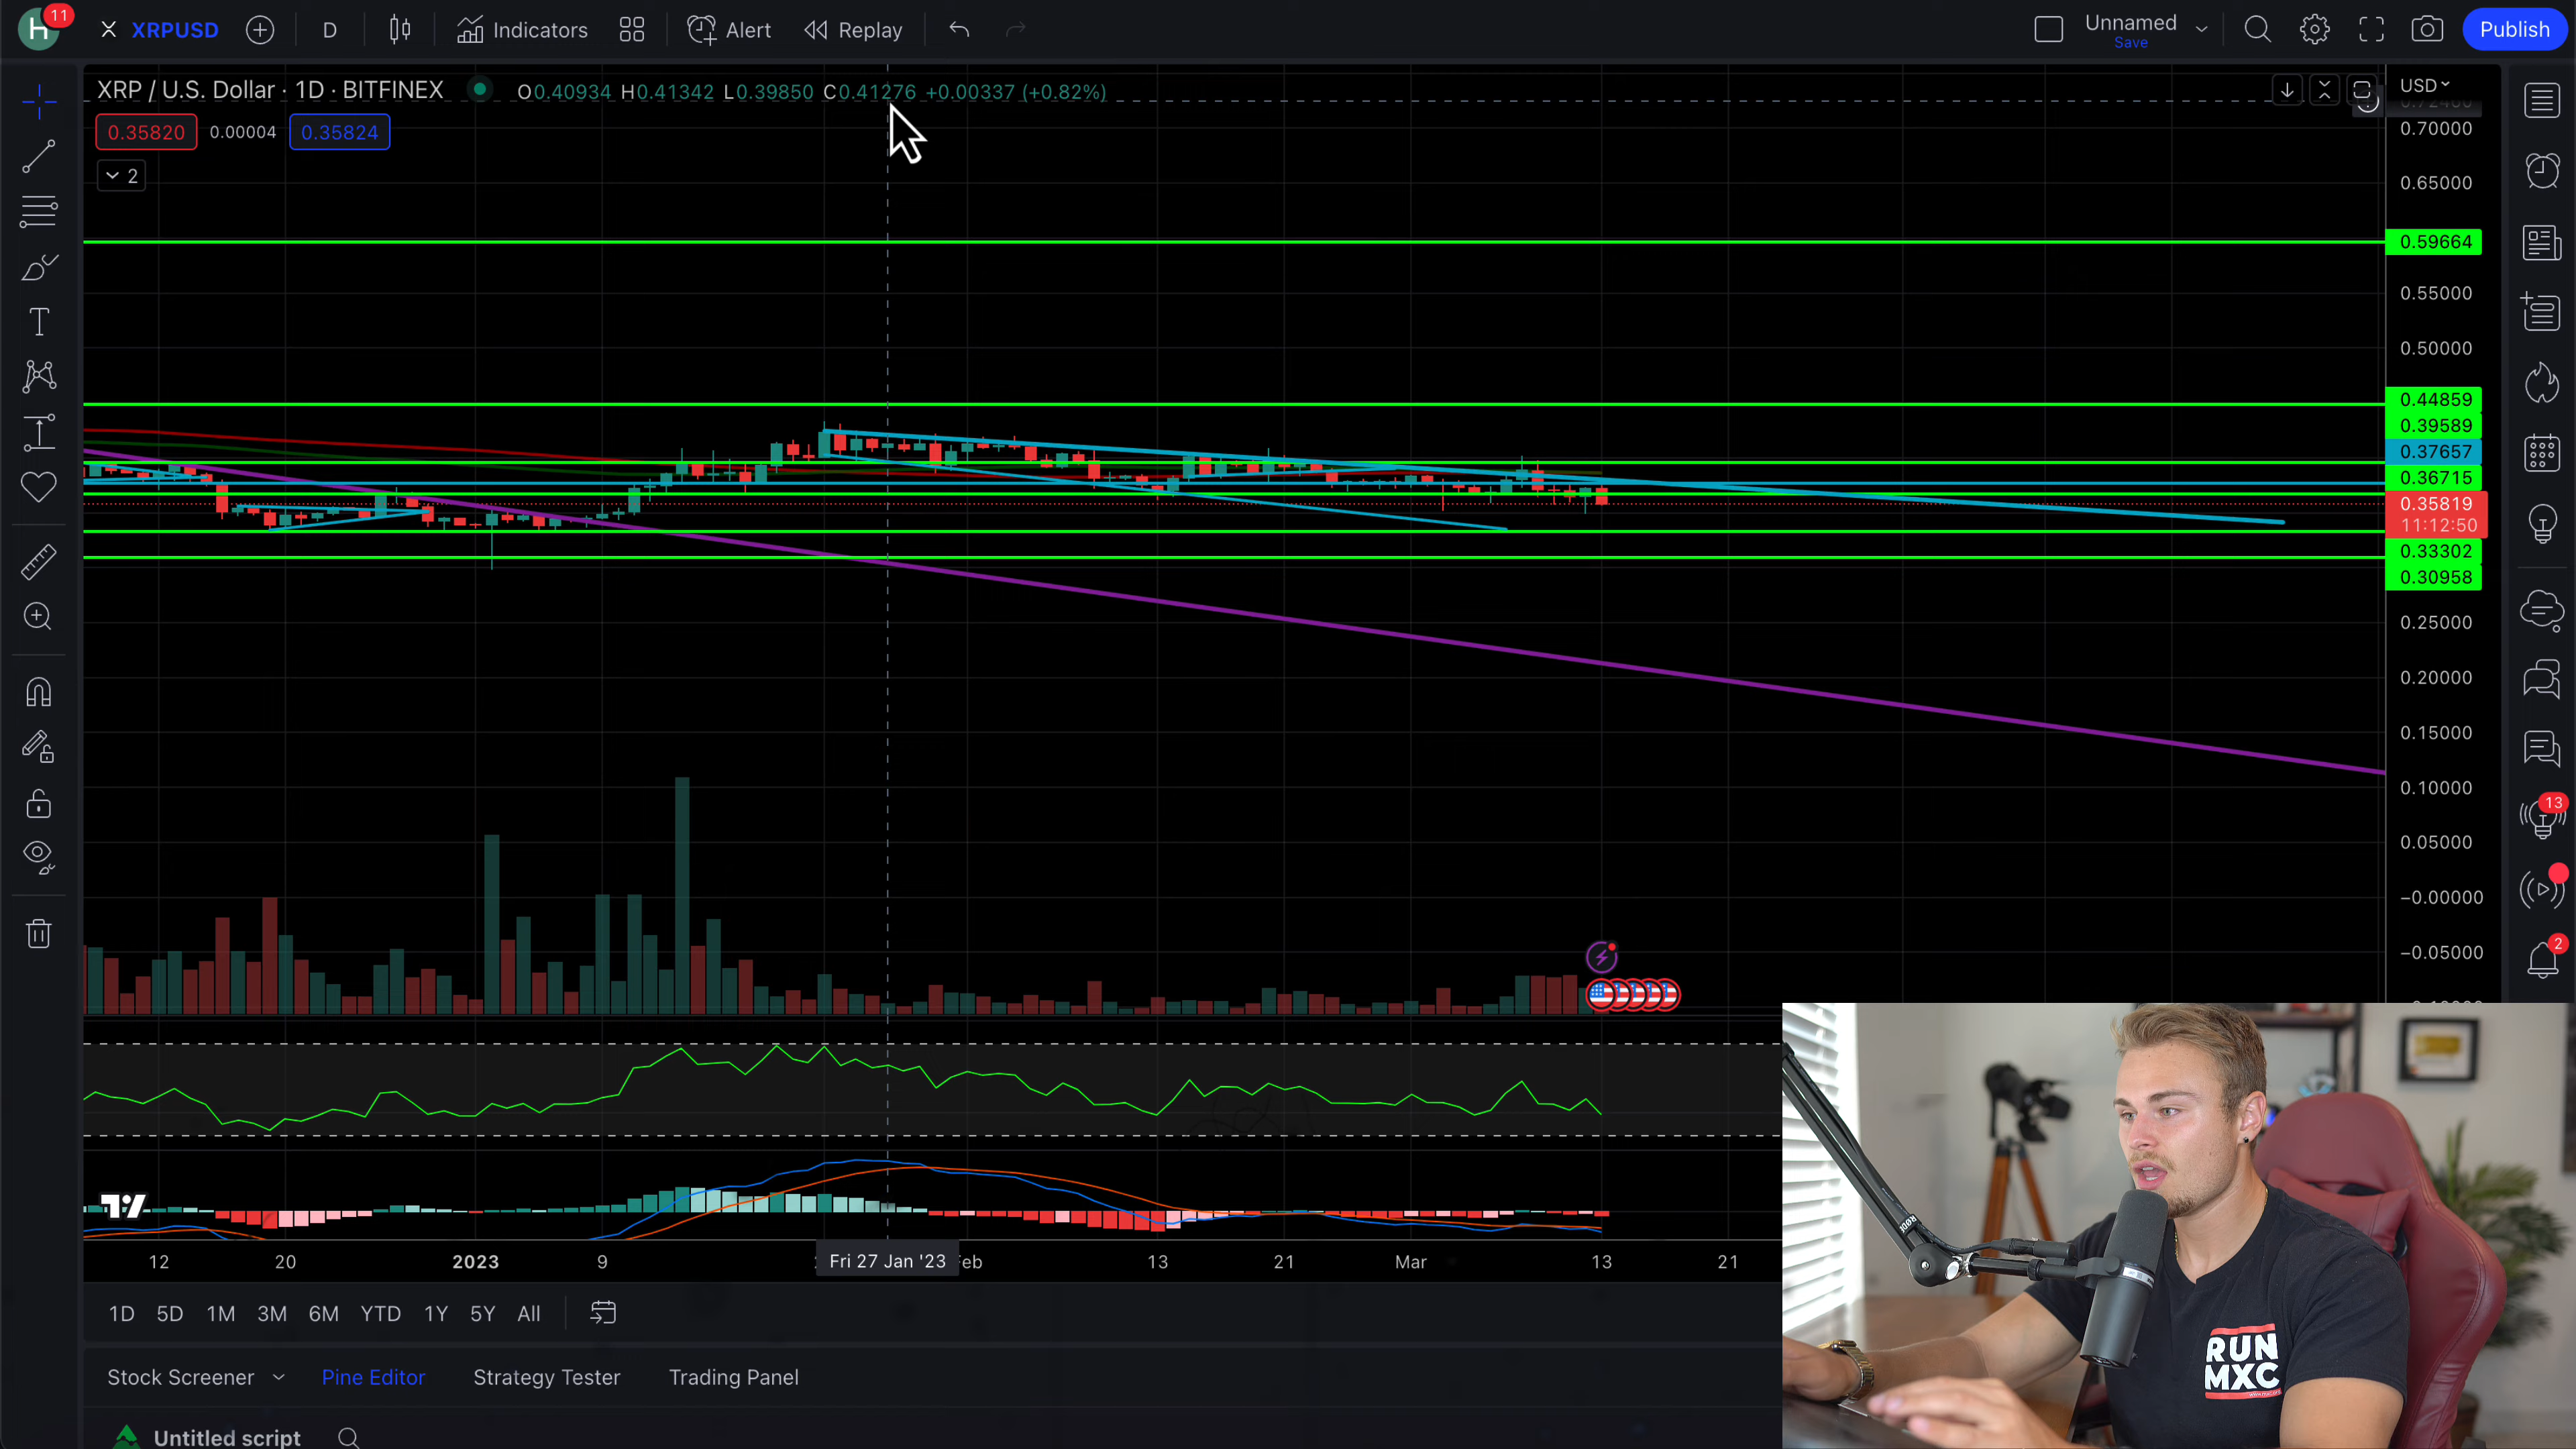 H 11 XRPUSD D Indicators Alert Replay Unnamed Save Publish
XRP / U.S. Dollar · 1D · BITFINEX O0.40934 H0.41342 L0.39850 C0.41276 +0.00337 (+0.82%)
0.35820 0.00004 0.35824
2
USD
0.70000
0.65000
0.59664
0.55000
0.50000
0.44859
0.39589
0.37657
0.36715
0.35819
11:12:50
0.33302
0.30958
0.25000
0.20000
0.15000
0.10000
0.05000
−0.00000
−0.05000
13
2
12 20 2023 9 Fri 27 Jan '23 Feb 13 21 Mar 13 21
1D 5D 1M 3M 6M YTD 1Y 5Y All
Stock Screener Pine Editor Strategy Tester Trading Panel
Untitled script
RØDE
RUN
MXC